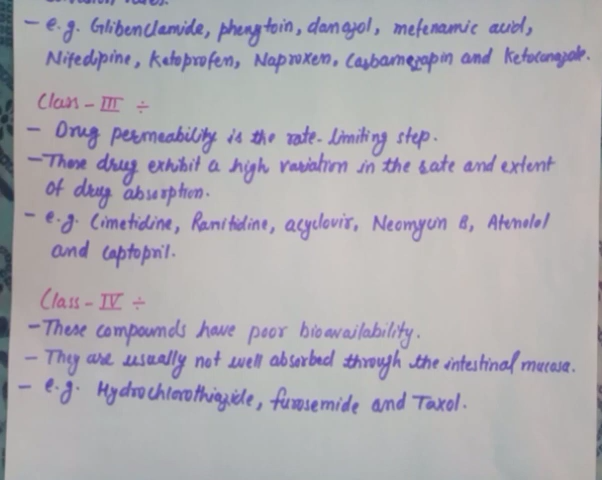 - e.g. Glibenclamide, phenytoin, danazol, mefenamic acid,
Nifedipine, Ketoprofen, Naproxen, Carbamezapin and Ketoconazole.
Class - III ÷
- Drug permeability is the rate-limiting step.
- These drug exhibit a high variation in the rate and extent
of drug absorption.
- e.g. Cimetidine, Ranitidine, acyclovir, Neomycin B, Atenolol
and captopril.
Class - IV ÷
- These compounds have poor bioavailability.
- They are usually not well absorbed through the intestinal mucosa.
- e.g. Hydrochlorothiazide, furosemide and Taxol.